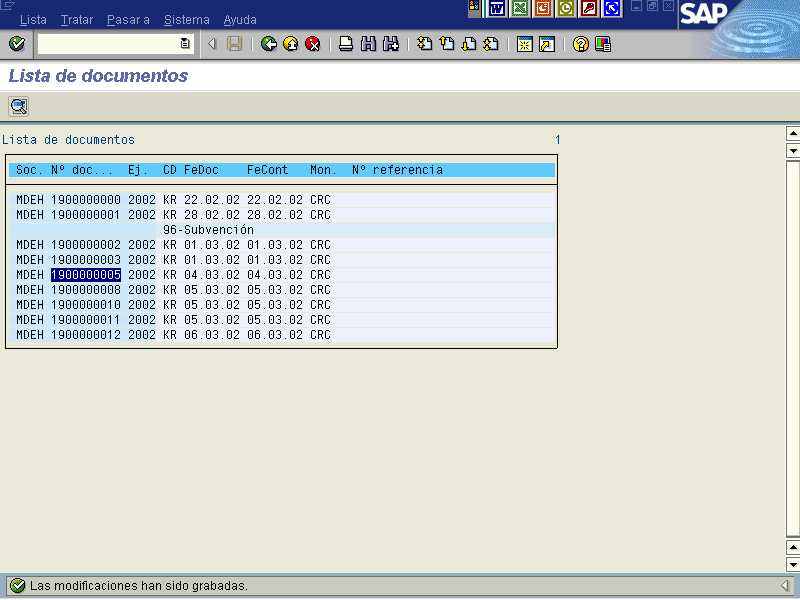 Lista Tratar Pasar a Sistema Ayuda
SAP
Lista de documentos
Lista de documentos 1
Soc. Nº doc... Ej. CD FeDoc FeCont Mon. Nº referencia
MDEH 1900000000 2002 KR 22.02.02 22.02.02 CRC
MDEH 1900000001 2002 KR 28.02.02 28.02.02 CRC
96-Subvención
MDEH 1900000002 2002 KR 01.03.02 01.03.02 CRC
MDEH 1900000003 2002 KR 01.03.02 01.03.02 CRC
MDEH 1900000005 2002 KR 04.03.02 04.03.02 CRC
MDEH 1900000008 2002 KR 05.03.02 05.03.02 CRC
MDEH 1900000010 2002 KR 05.03.02 05.03.02 CRC
MDEH 1900000011 2002 KR 05.03.02 05.03.02 CRC
MDEH 1900000012 2002 KR 06.03.02 06.03.02 CRC
Las modificaciones han sido grabadas.